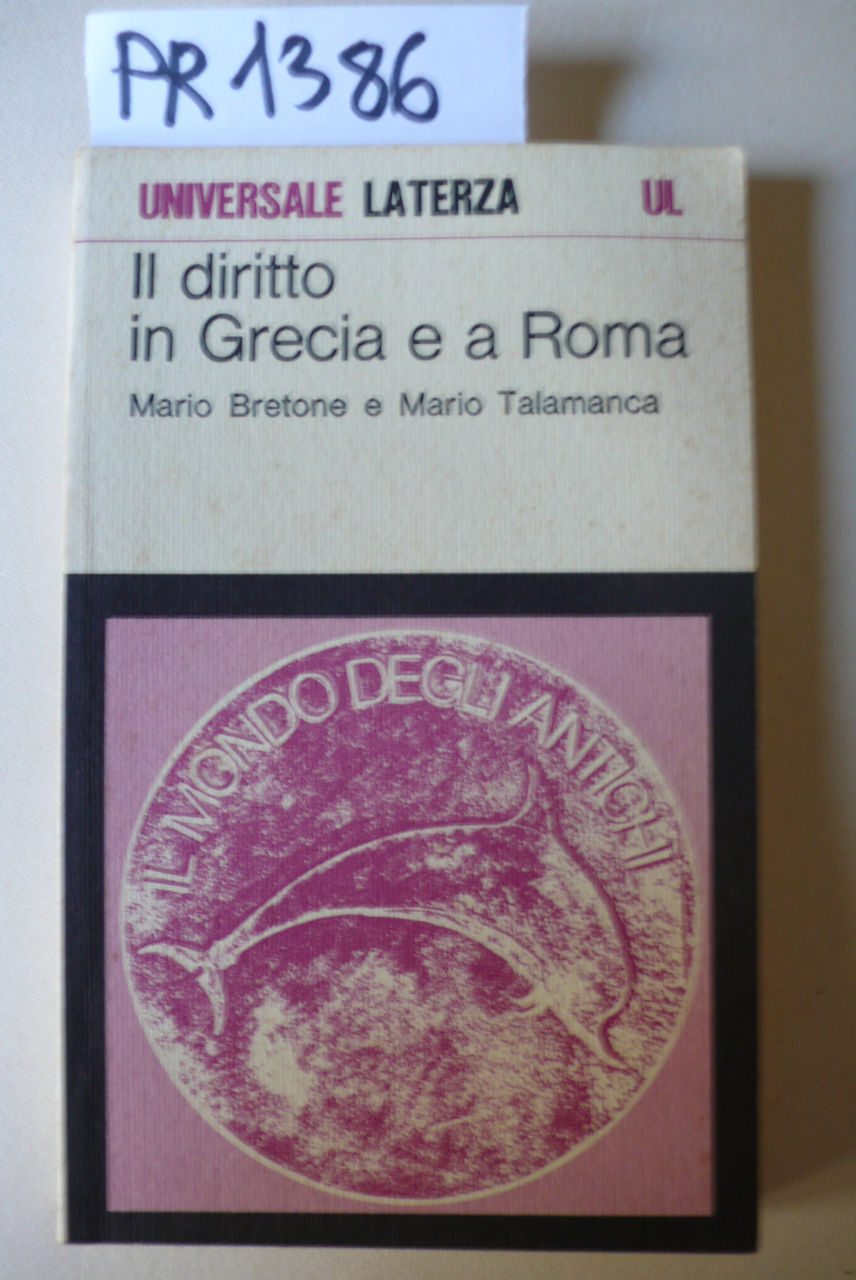 PR 1386
UNIVERSALE LATERZA UL
Il diritto
in Grecia e a Roma
Mario Bretone e Mario Talamanca
IL MONDO DEGLI ANTICHI